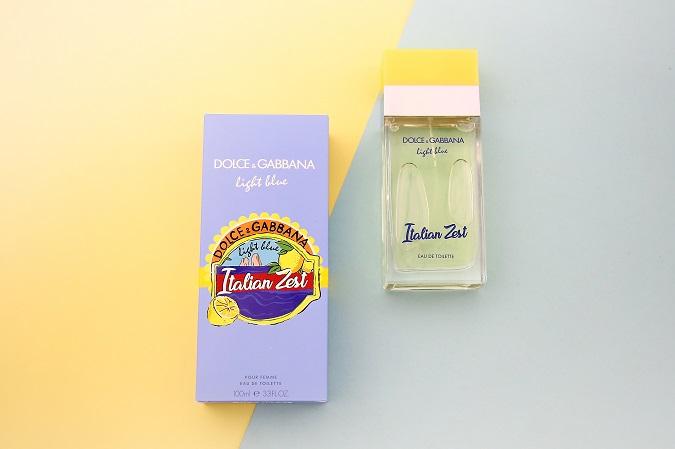 DOLCE & GABBANA
light blue
DOLCE & GABBANA
light blue
Italian Zest
POUR FEMME
EAU DE TOILETTE
100ml ℮ 3.3FL.OZ.
DOLCE & GABBANA
light blue
Italian Zest
EAU DE TOILETTE